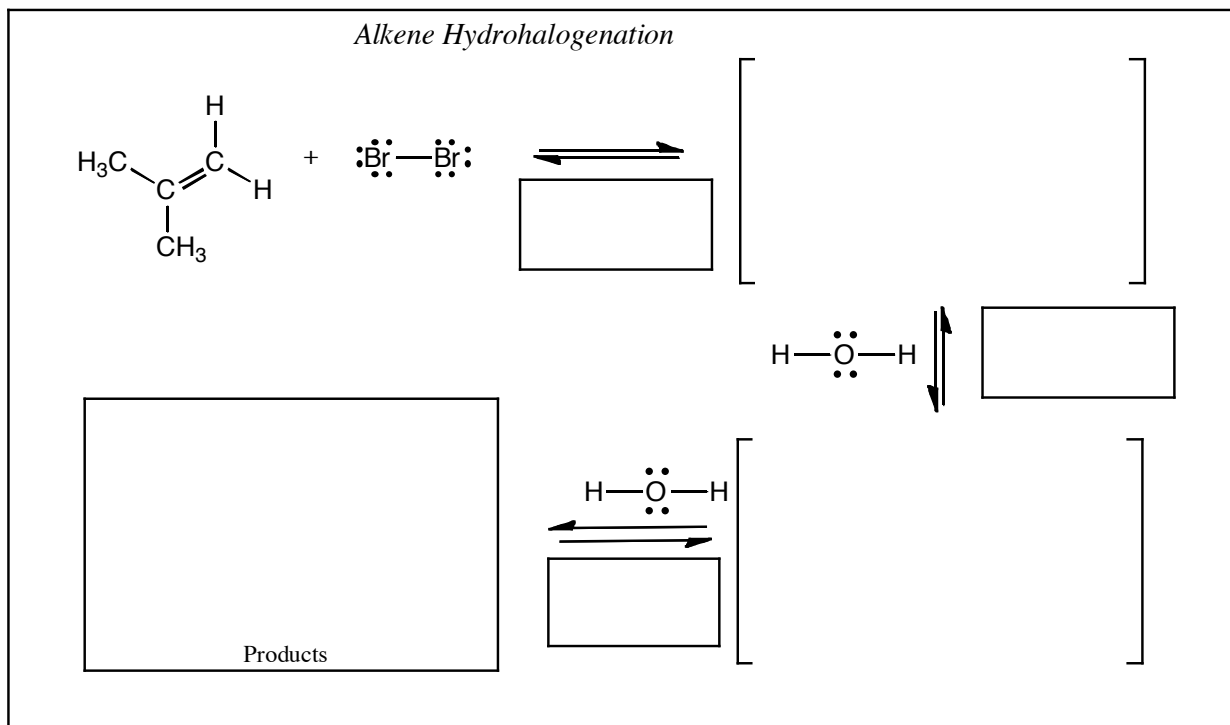 Alkene Hydrohalogenation
H
H₃C
C
C
H
CH₃
+
Br
Br
H
O
H
H
O
H
Products